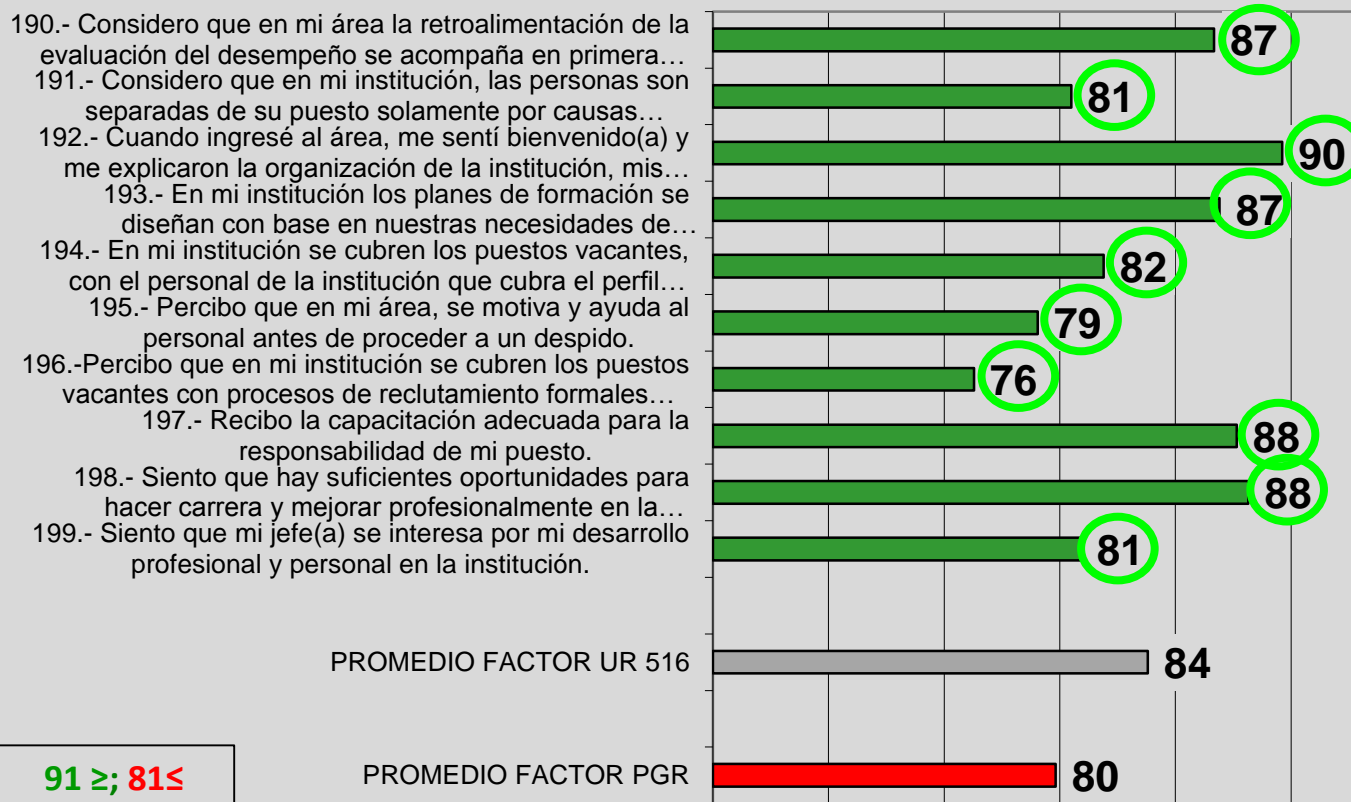 190.- Considero que en mi área la retroalimentación de la
evaluación del desempeño se acompaña en primera…
87
191.- Considero que en mi institución, las personas son
separadas de su puesto solamente por causas…
81
192.- Cuando ingresé al área, me sentí bienvenido(a) y
me explicaron la organización de la institución, mis…
90
193.- En mi institución los planes de formación se
diseñan con base en nuestras necesidades de…
87
194.- En mi institución se cubren los puestos vacantes,
con el personal de la institución que cubra el perfil…
82
195.- Percibo que en mi área, se motiva y ayuda al
personal antes de proceder a un despido.
79
196.-Percibo que en mi institución se cubren los puestos
vacantes con procesos de reclutamiento formales…
76
197.- Recibo la capacitación adecuada para la
responsabilidad de mi puesto.
88
198.- Siento que hay suficientes oportunidades para
hacer carrera y mejorar profesionalmente en la…
88
199.- Siento que mi jefe(a) se interesa por mi desarrollo
profesional y personal en la institución.
81
PROMEDIO FACTOR UR 516
84
PROMEDIO FACTOR PGR
80
91 ≥; 81≤